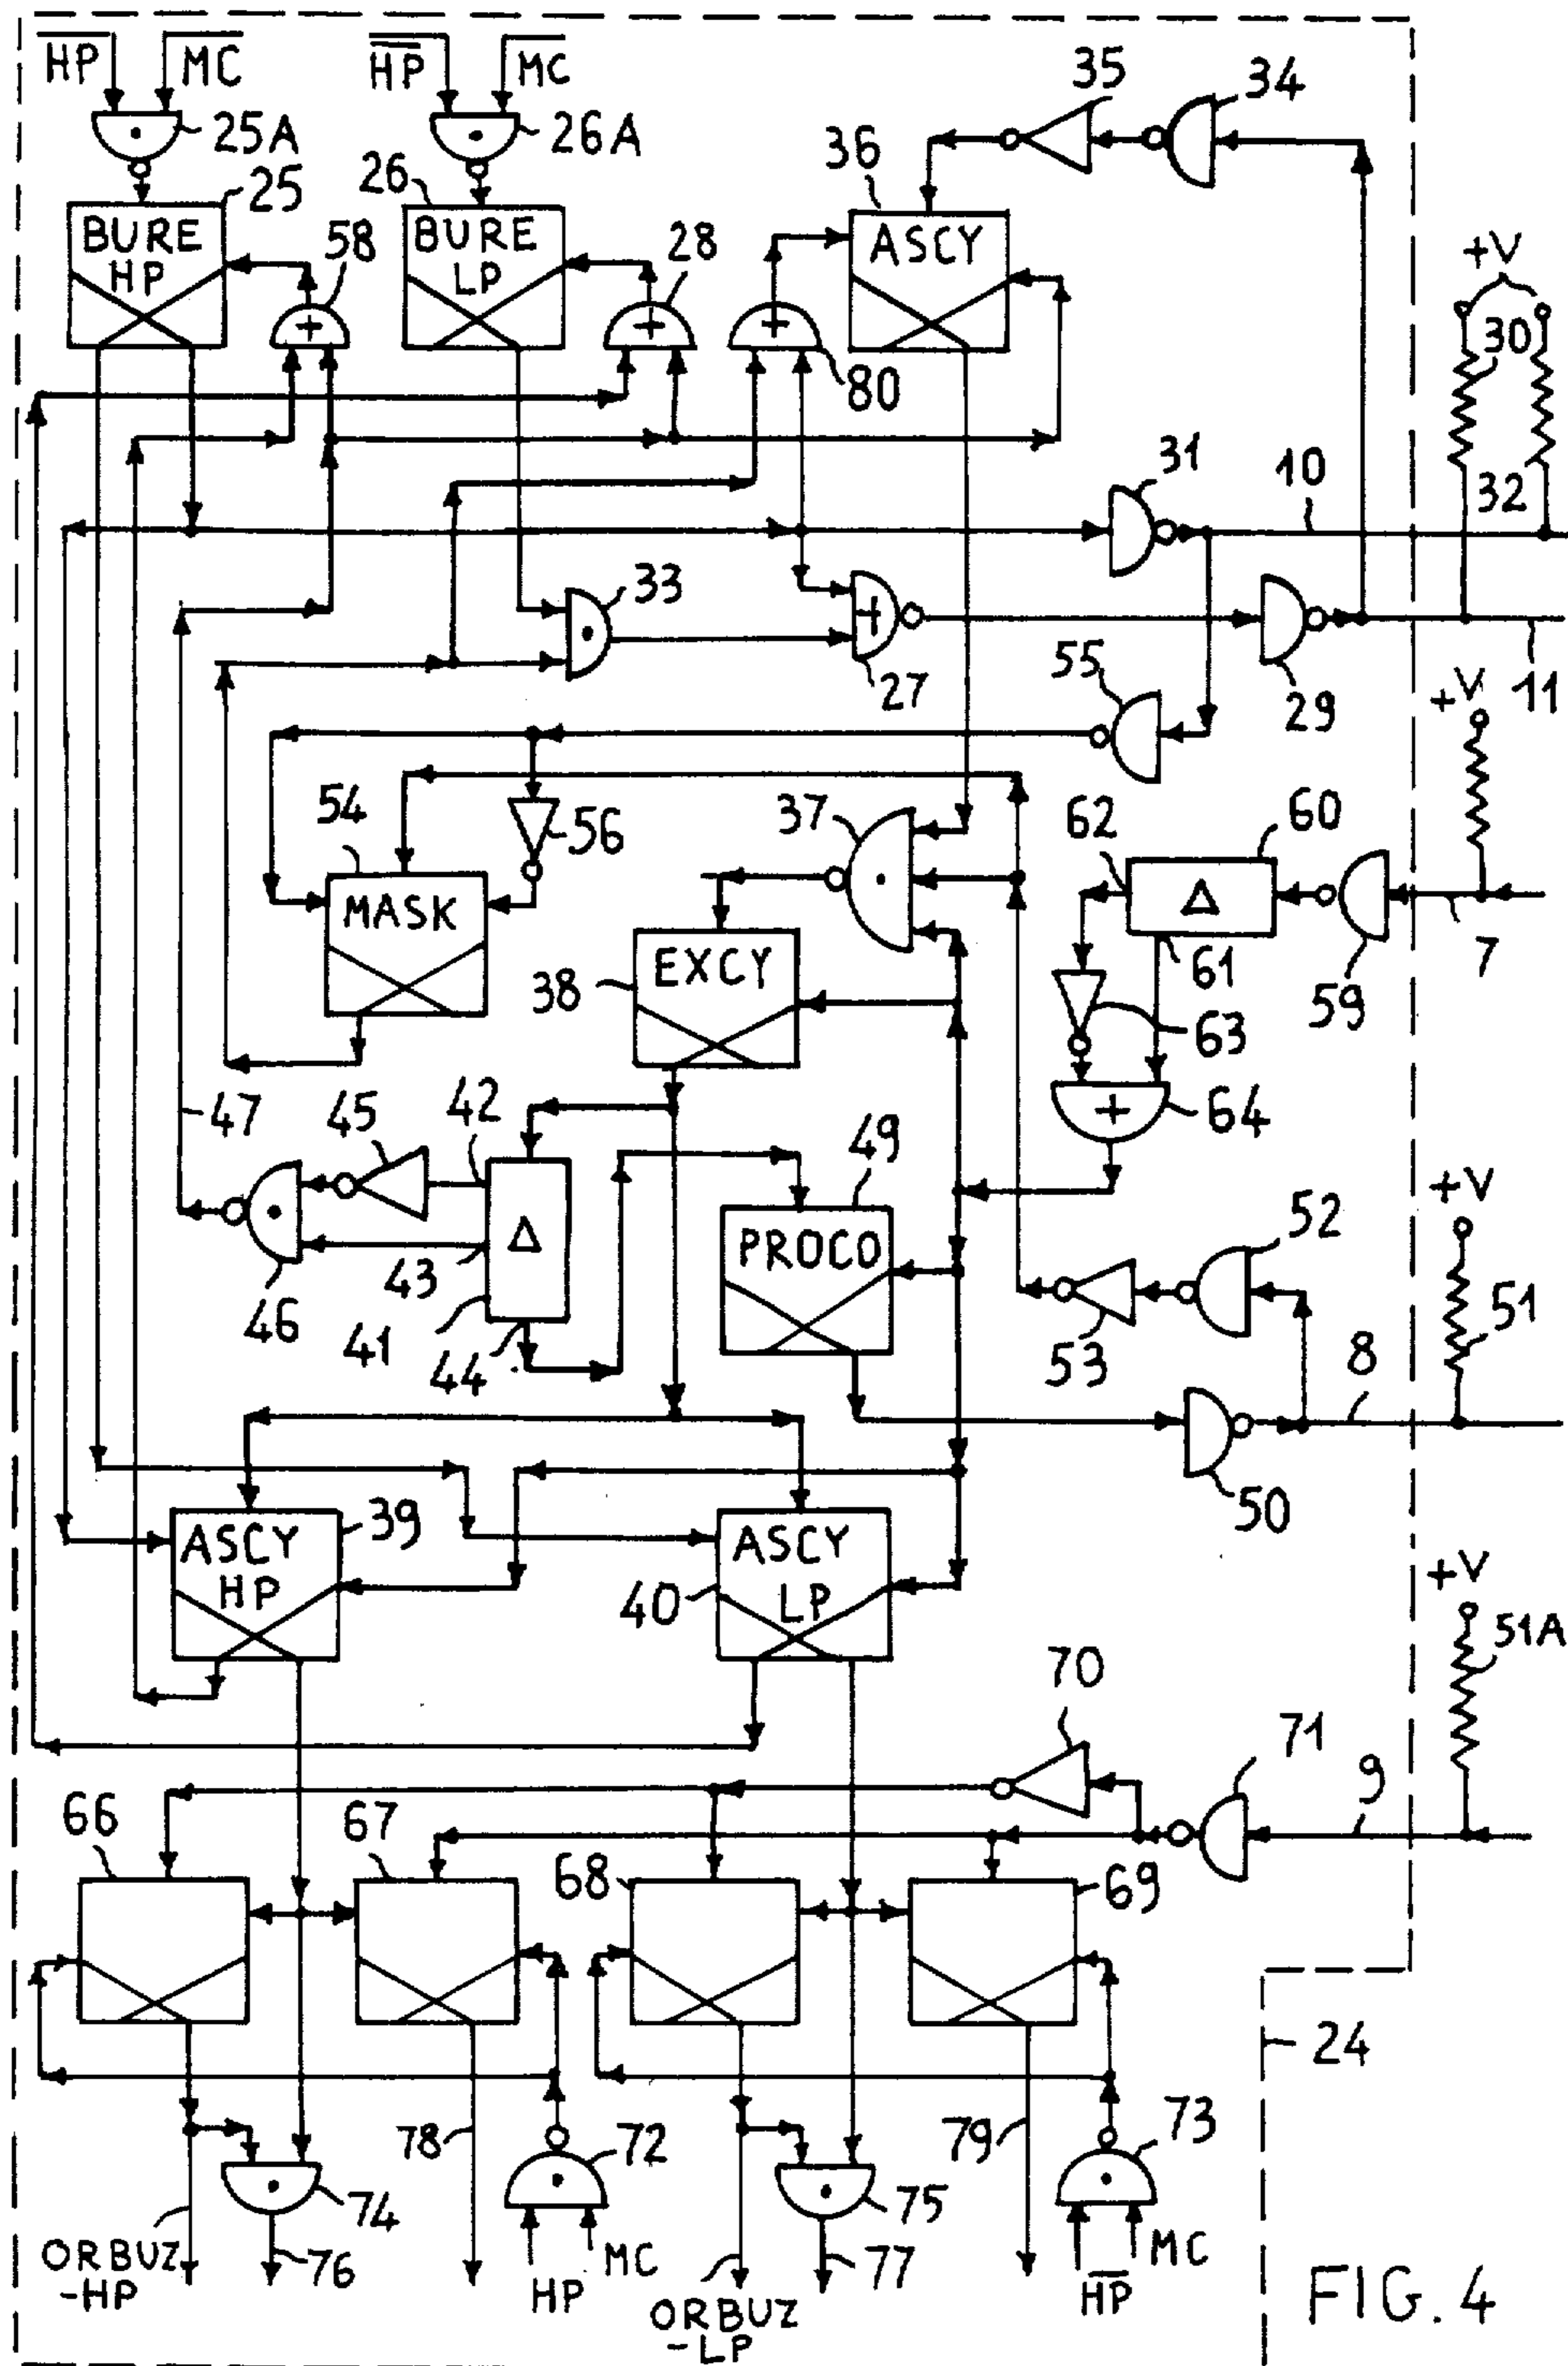 HP MC HP MC
35 34
25A 26A
36
25 26
BURE HP
58
BURE LP
28
ASCY
+V
30
80
31 10
32
33
27
55
29
11
+V
54
56
37
62 60
MASK
Δ
7
EXCY
38
61
59
63
47 45 42
49
64
+V
Δ
PROCO
52
43
46
41
44
53
51
8
50
ASCY HP
39
ASCY LP
40
+V
51A
70
71
9
66 67
68
69
24
78
72
79
73
74
75
ORBUZ -HP
76
HP MC
ORBUZ -LP
77
HP MC
FIG. 4